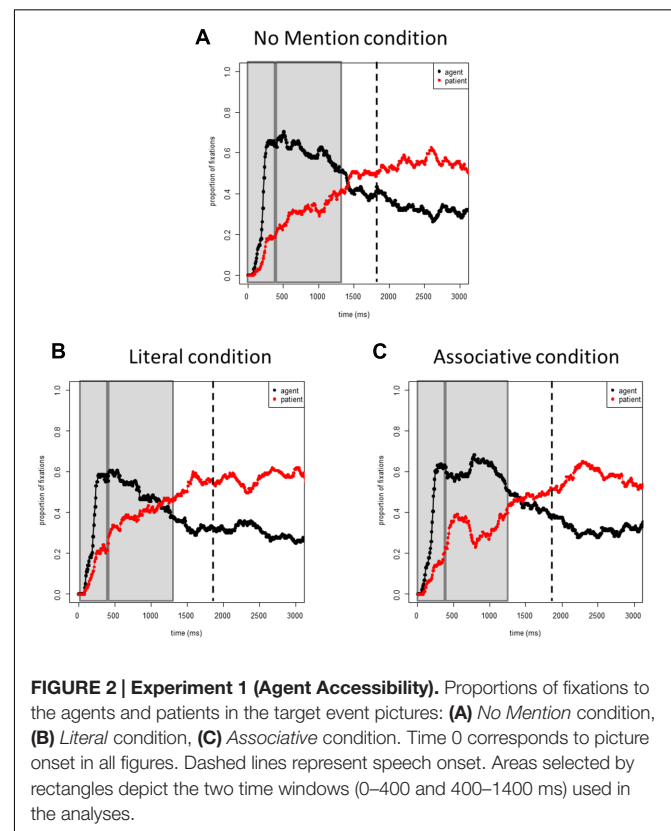 A No Mention condition
agent
patient
1.0
0.8
0.6
0.4
0.2
0.0
proportion of fixations
0 500 1000 1500 2000 2500 3000
time (ms)
B Literal condition
agent
patient
1.0
0.8
0.6
0.4
0.2
0.0
proportion of fixations
0 500 1000 1500 2000 2500 3000
time (ms)
C Associative condition
agent
patient
1.0
0.8
0.6
0.4
0.2
0.0
proportion of fixations
0 500 1000 1500 2000 2500 3000
time (ms)
FIGURE 2 | Experiment 1 (Agent Accessibility). Proportions of fixations to
the agents and patients in the target event pictures: (A) No Mention condition,
(B) Literal condition, (C) Associative condition. Time 0 corresponds to picture
onset in all figures. Dashed lines represent speech onset. Areas selected by
rectangles depict the two time windows (0–400 and 400–1400 ms) used in
the analyses.